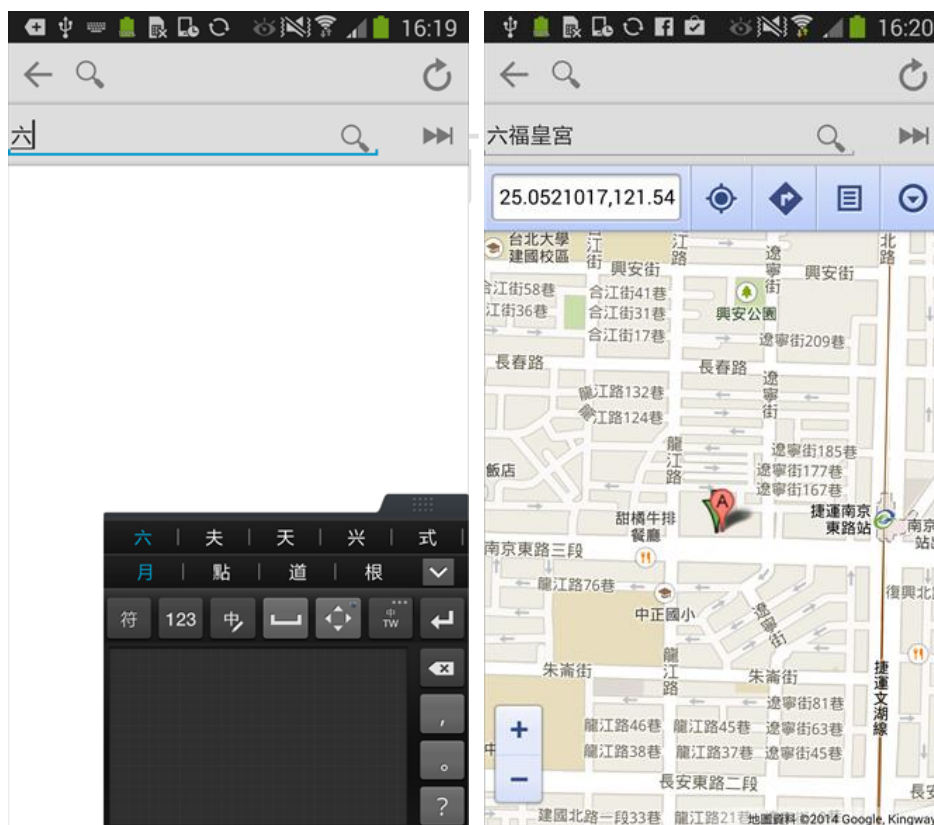 16:19
六
六 夫 天 兴 式
月 點 道 根
符 123 中 中 TW
,
。
?
16:20
六福皇宮
25.0521017,121.54
台北大學
建國校區
江街
江路
北路
興安街
遼寧街
興安街
合江街58巷
合江街41巷
江街36巷
合江街31巷
興安公園
合江街17巷
遼寧街209巷
長春路
長春路
遼寧街
龍江路132巷
龍江路124巷
龍江路
遼寧街185巷
飯店
遼寧街177巷
遼寧街167巷
A
甜橘牛排
餐廳
捷運南京
東路站
南京
站
南京東路三段
龍江路76巷
復興北
中正國小
遼寧街
朱崙街
龍江路
朱崙街
捷運文湖線
遼寧街81巷
龍江路46巷
龍江路45巷
遼寧街63巷
中
龍江路38巷
龍江路37巷
遼寧街45巷
長安東路二段
長安
建國北路一段33巷
龍江路21巷
地圖資料 ©2014 Google, Kingway